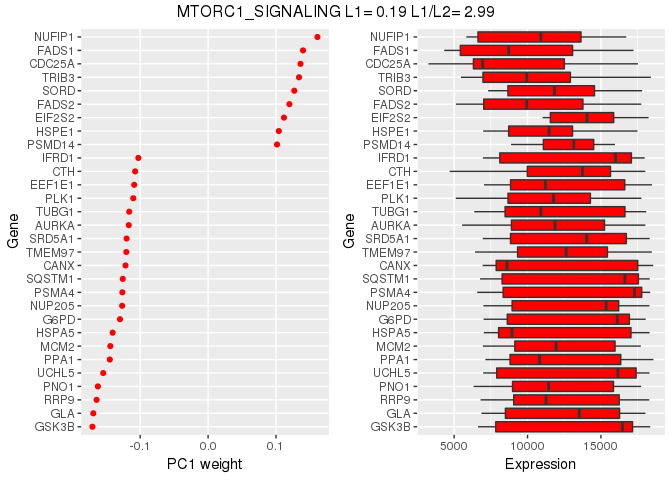 MTORC1_SIGNALING L1= 0.19 L1/L2= 2.99
Gene
NUFIP1
FADS1
CDC25A
TRIB3
SORD
FADS2
EIF2S2
HSPE1
PSMD14
IFRD1
CTH
EEF1E1
PLK1
TUBG1
AURKA
SRD5A1
TMEM97
CANX
SQSTM1
PSMA4
NUP205
G6PD
HSPA5
MCM2
PPA1
UCHL5
PNO1
RRP9
GLA
GSK3B
-0.1 0.0 0.1
PC1 weight
Gene
NUFIP1
FADS1
CDC25A
TRIB3
SORD
FADS2
EIF2S2
HSPE1
PSMD14
IFRD1
CTH
EEF1E1
PLK1
TUBG1
AURKA
SRD5A1
TMEM97
CANX
SQSTM1
PSMA4
NUP205
G6PD
HSPA5
MCM2
PPA1
UCHL5
PNO1
RRP9
GLA
GSK3B
5000 10000 15000
Expression